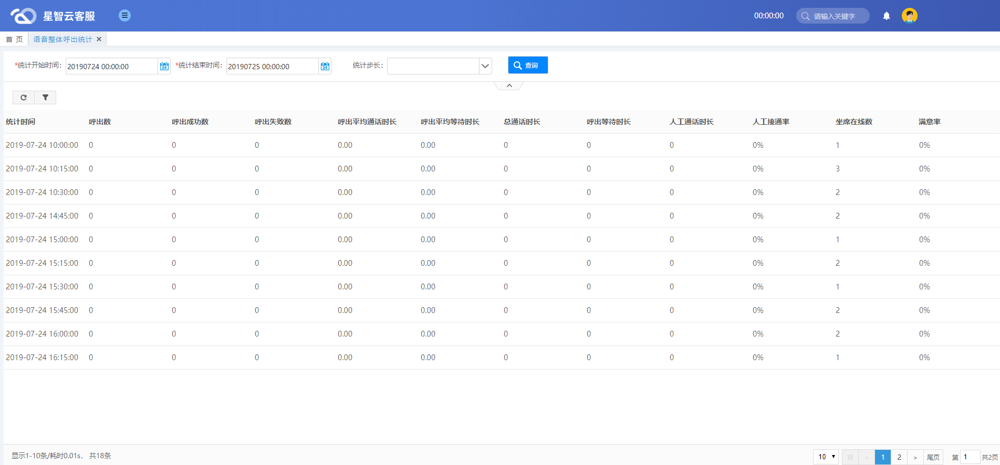 星智云客服 00:00:00 请输入关键字
首 页 语音整体呼出统计 ×
*统计开始时间: 20190724 00:00:00 24 *统计结束时间: 20190725 00:00:00 24 统计步长: 查询
统计时间 呼出数 呼出成功数 呼出失败数 呼出平均通话时长 呼出平均等待时长 总通话时长 呼出等待时长 人工通话时长 人工接通率 坐席在线数 满意率
2019-07-24 10:00:00 0 0 0 0.00 0.00 0 0 0 0% 1 0%
2019-07-24 10:15:00 0 0 0 0.00 0.00 0 0 0 0% 3 0%
2019-07-24 10:30:00 0 0 0 0.00 0.00 0 0 0 0% 2 0%
2019-07-24 14:45:00 0 0 0 0.00 0.00 0 0 0 0% 2 0%
2019-07-24 15:00:00 0 0 0 0.00 0.00 0 0 0 0% 1 0%
2019-07-24 15:15:00 0 0 0 0.00 0.00 0 0 0 0% 2 0%
2019-07-24 15:30:00 0 0 0 0.00 0.00 0 0 0 0% 1 0%
2019-07-24 15:45:00 0 0 0 0.00 0.00 0 0 0 0% 2 0%
2019-07-24 16:00:00 0 0 0 0.00 0.00 0 0 0 0% 2 0%
2019-07-24 16:15:00 0 0 0 0.00 0.00 0 0 0 0% 1 0%
显示1-10条/耗时0.01s， 共18条 10 首 < 1 2 > 尾页 第 1 共2页